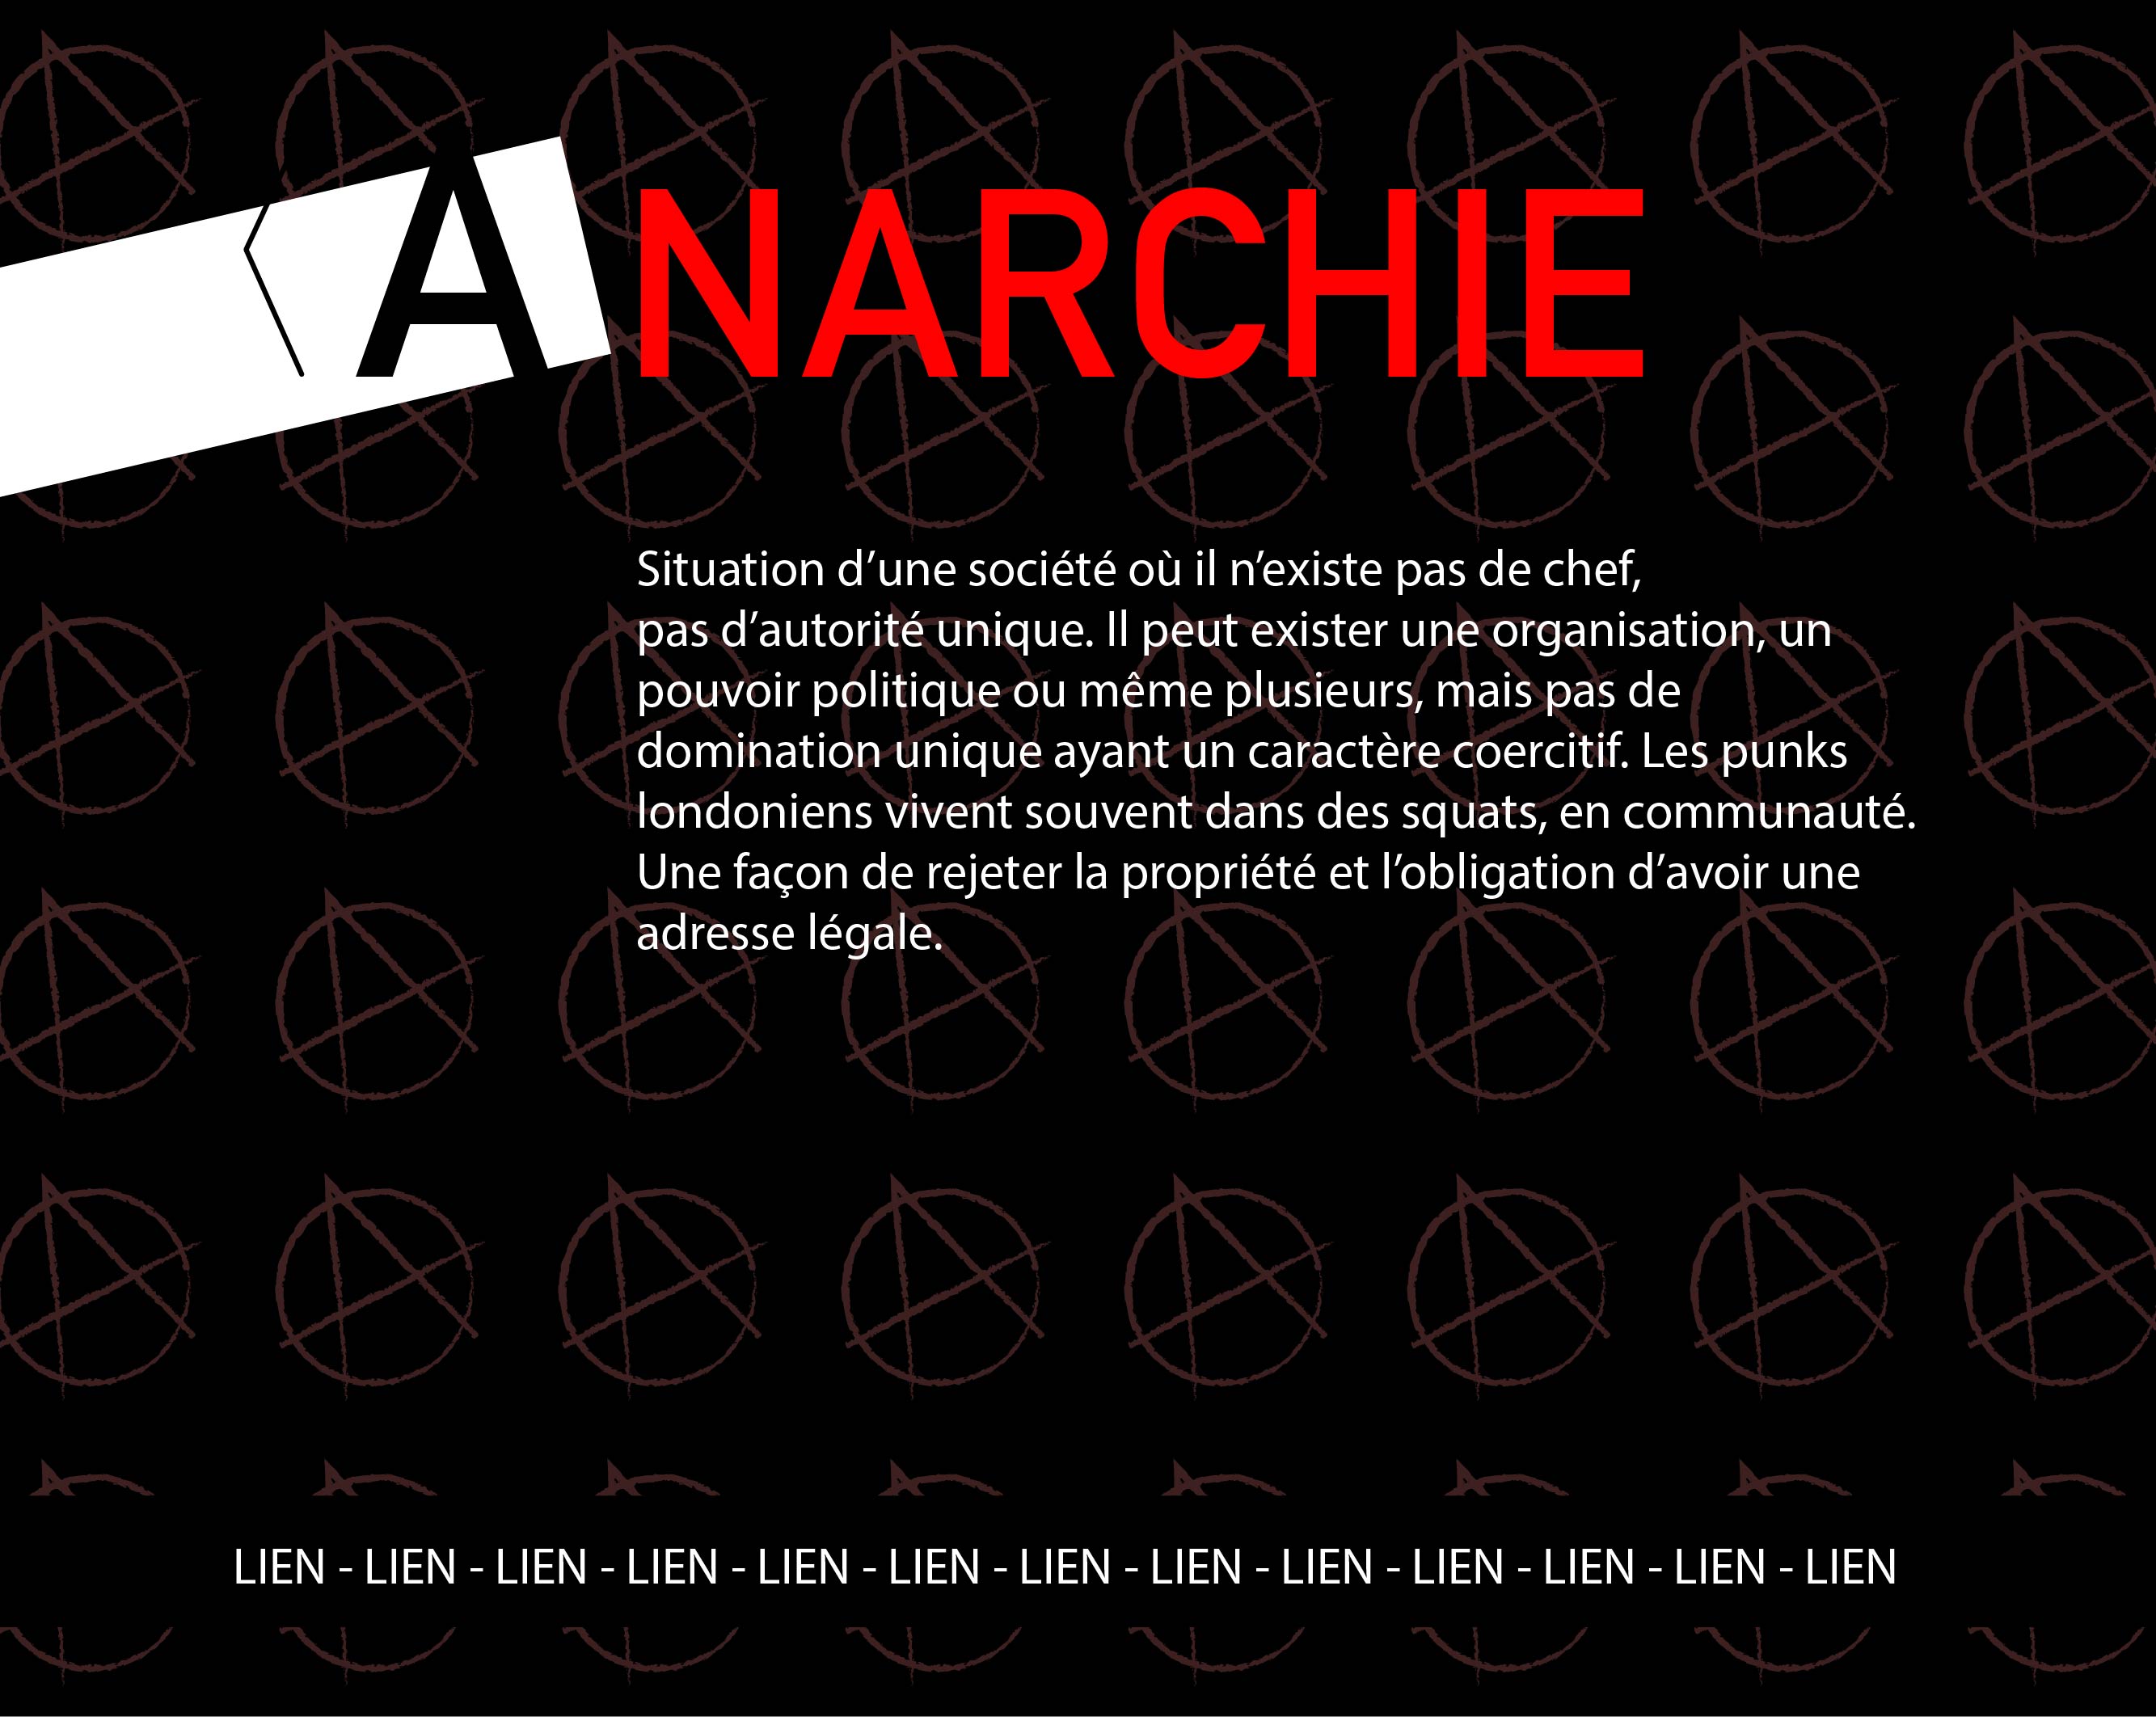 ANARCHIE
Situation d’une société où il n’existe pas de chef,
pas d’autorité unique. Il peut exister une organisation, un
pouvoir politique ou même plusieurs, mais pas de
domination unique ayant un caractère coercitif. Les punks
londoniens vivent souvent dans des squats, en communauté.
Une façon de rejeter la propriété et l’obligation d’avoir une
adresse légale.
LIEN - LIEN - LIEN - LIEN - LIEN - LIEN - LIEN - LIEN - LIEN - LIEN - LIEN - LIEN - LIEN